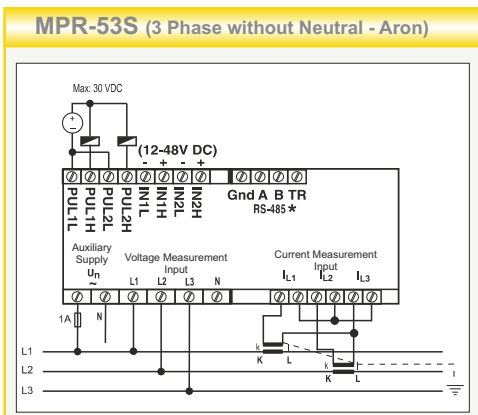 MPR-53S (3 Phase without Neutral - Aron)
Max: 30 VDC
+
–
(12-48V DC)
- + - +
PUL1L PUL1H PUL2L PUL2H IN1L IN1H IN2L IN2H
Gnd A B TR
RS-485 *
Auxiliary
Supply
Un
~
Voltage Measurement
Input
L1 L2 L3 N
Current Measurement
Input
IL1 IL2 IL3
1A
N
L1
k l
K L
L2
k l
K L
L3